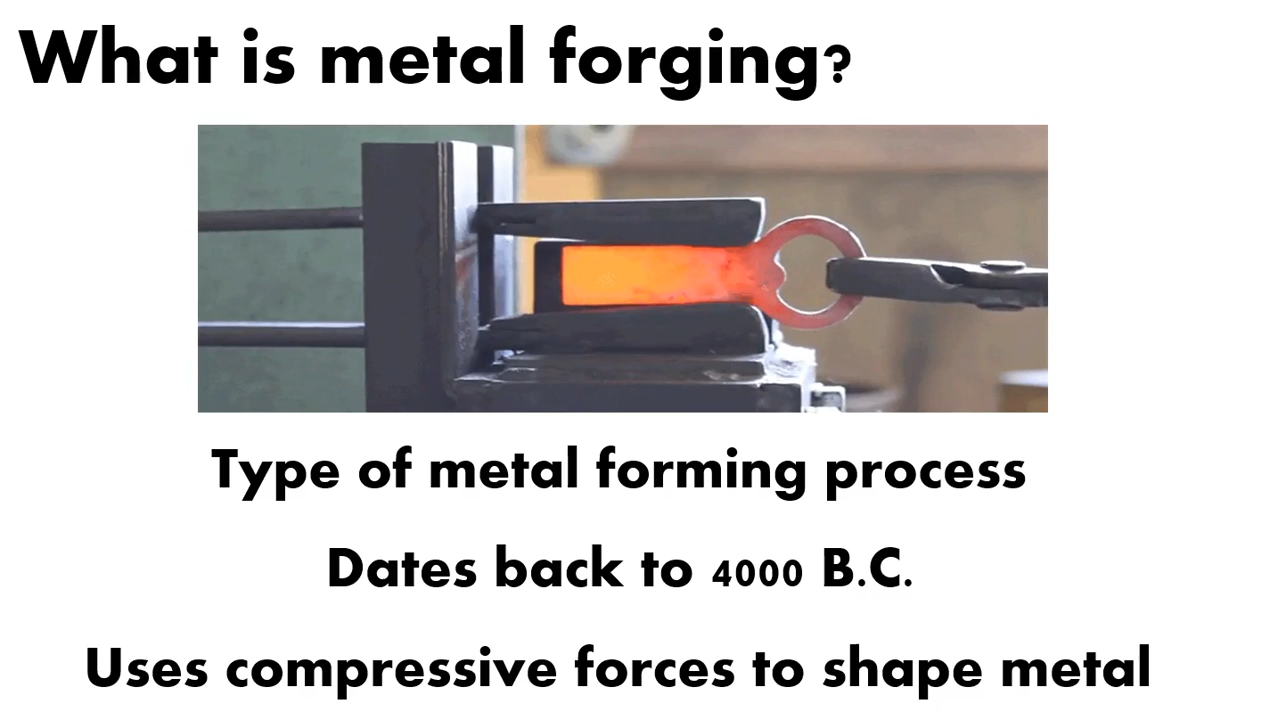 What is metal forging?
Type of metal forming process
Dates back to 4000 B.C.
Uses compressive forces to shape metal